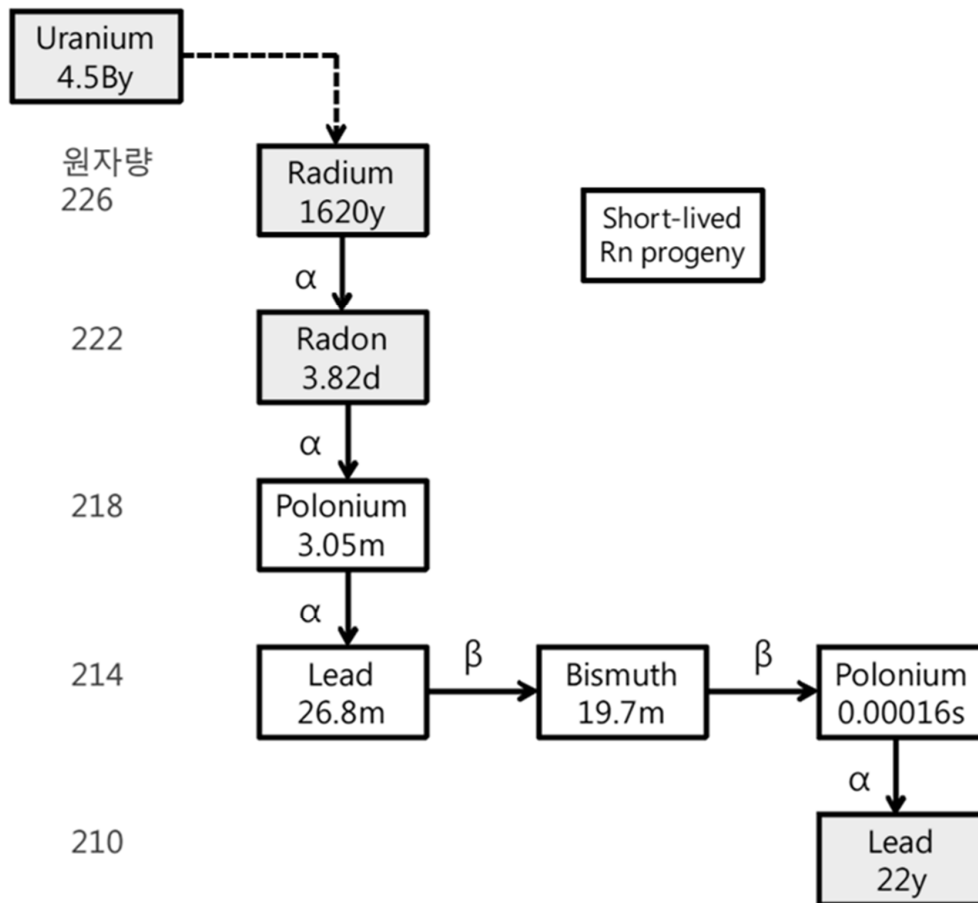 Uranium
4.5By
원자량
226
Radium
1620y
Short-lived
Rn progeny
α
222
Radon
3.82d
α
218
Polonium
3.05m
α
214
Lead
26.8m
β
Bismuth
19.7m
β
Polonium
0.00016s
α
210
Lead
22y